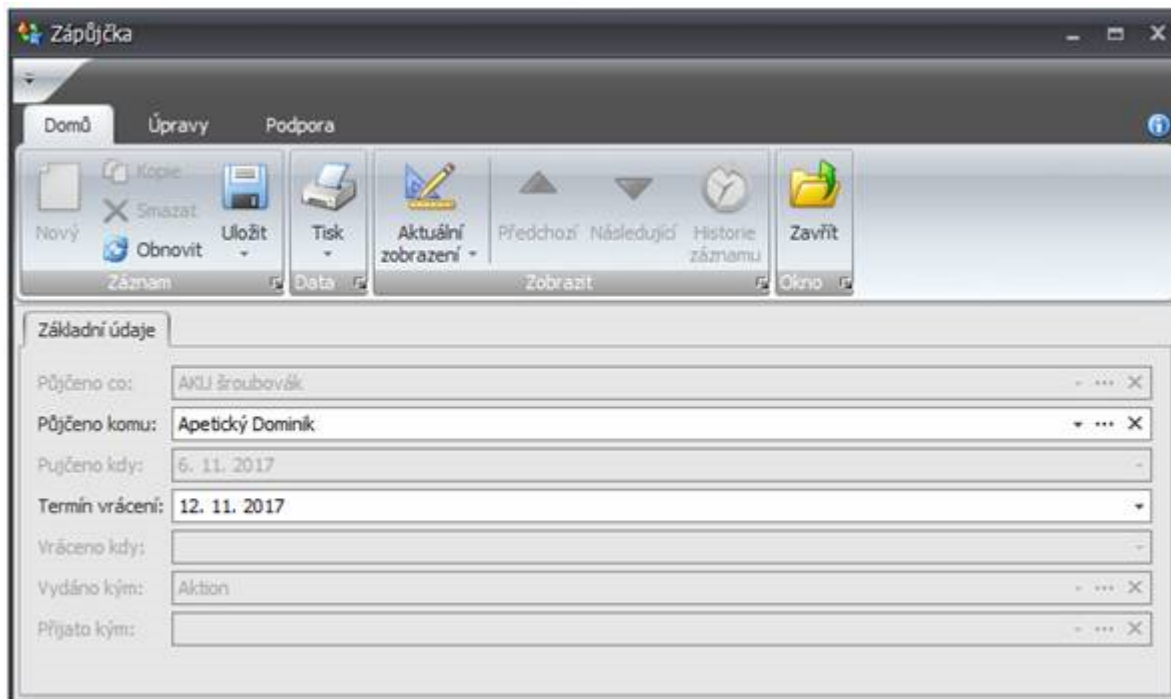 Zápůjčka
Domů Úpravy Podpora
Nový
Kopie
Smazat
Obnovit
Uložit
Tisk
Aktuální
zobrazení
Předchozí Následující
Historie
záznamu
Zavřít
Záznam Data Zobrazit Okno
Základní údaje
Půjčeno co: AKU šroubovák
Půjčeno komu: Apetický Dominik
Pujčeno kdy: 6. 11. 2017
Termín vrácení: 12. 11. 2017
Vráceno kdy:
Vydáno kým: Aktion
Přijato kým: